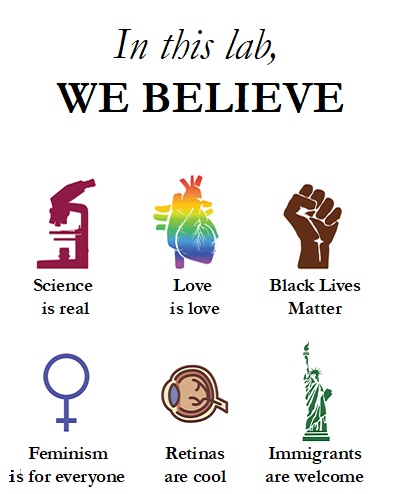 In this lab,
WE BELIEVE
Science
is real
Love
is love
Black Lives
Matter
Feminism
is for everyone
Retinas
are cool
Immigrants
are welcome